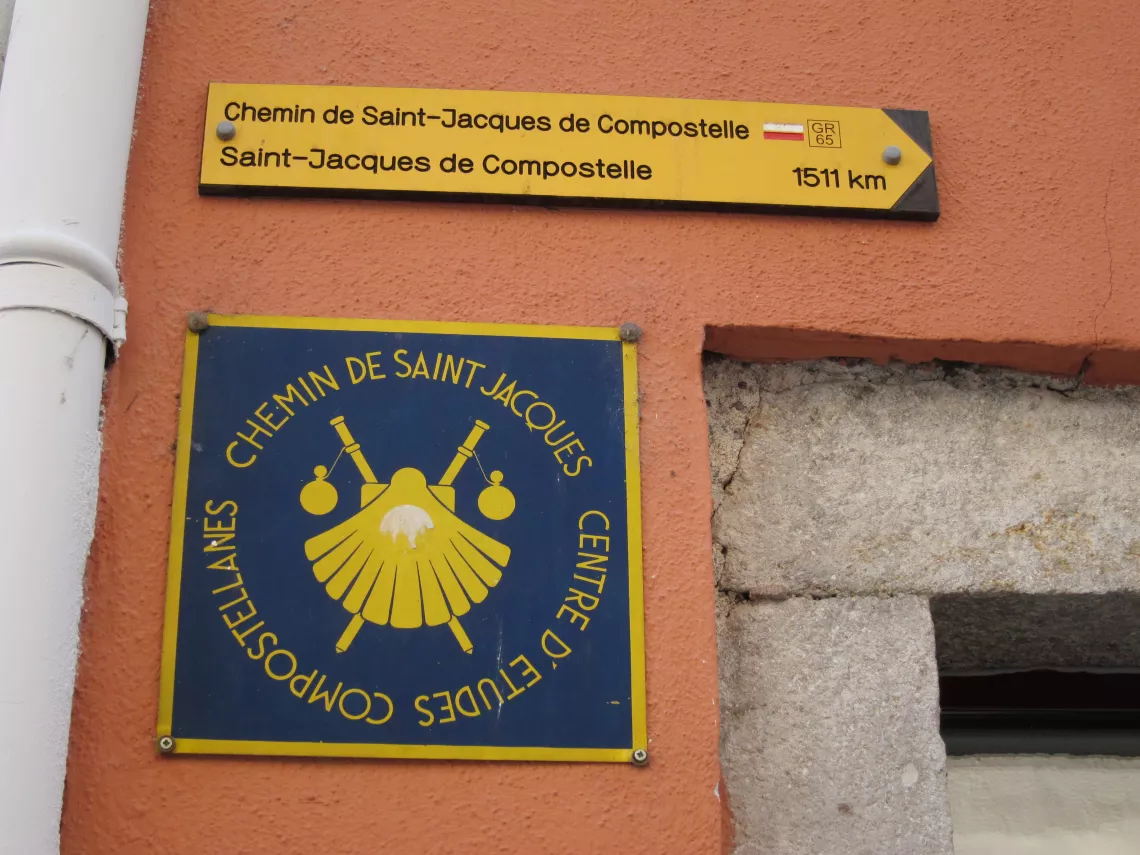 Chemin de Saint-Jacques de Compostelle GR 65
Saint-Jacques de Compostelle 1511 km
CHEMIN DE SAINT JACQUES
CENTRE D'ETUDES COMPOSTELLANES